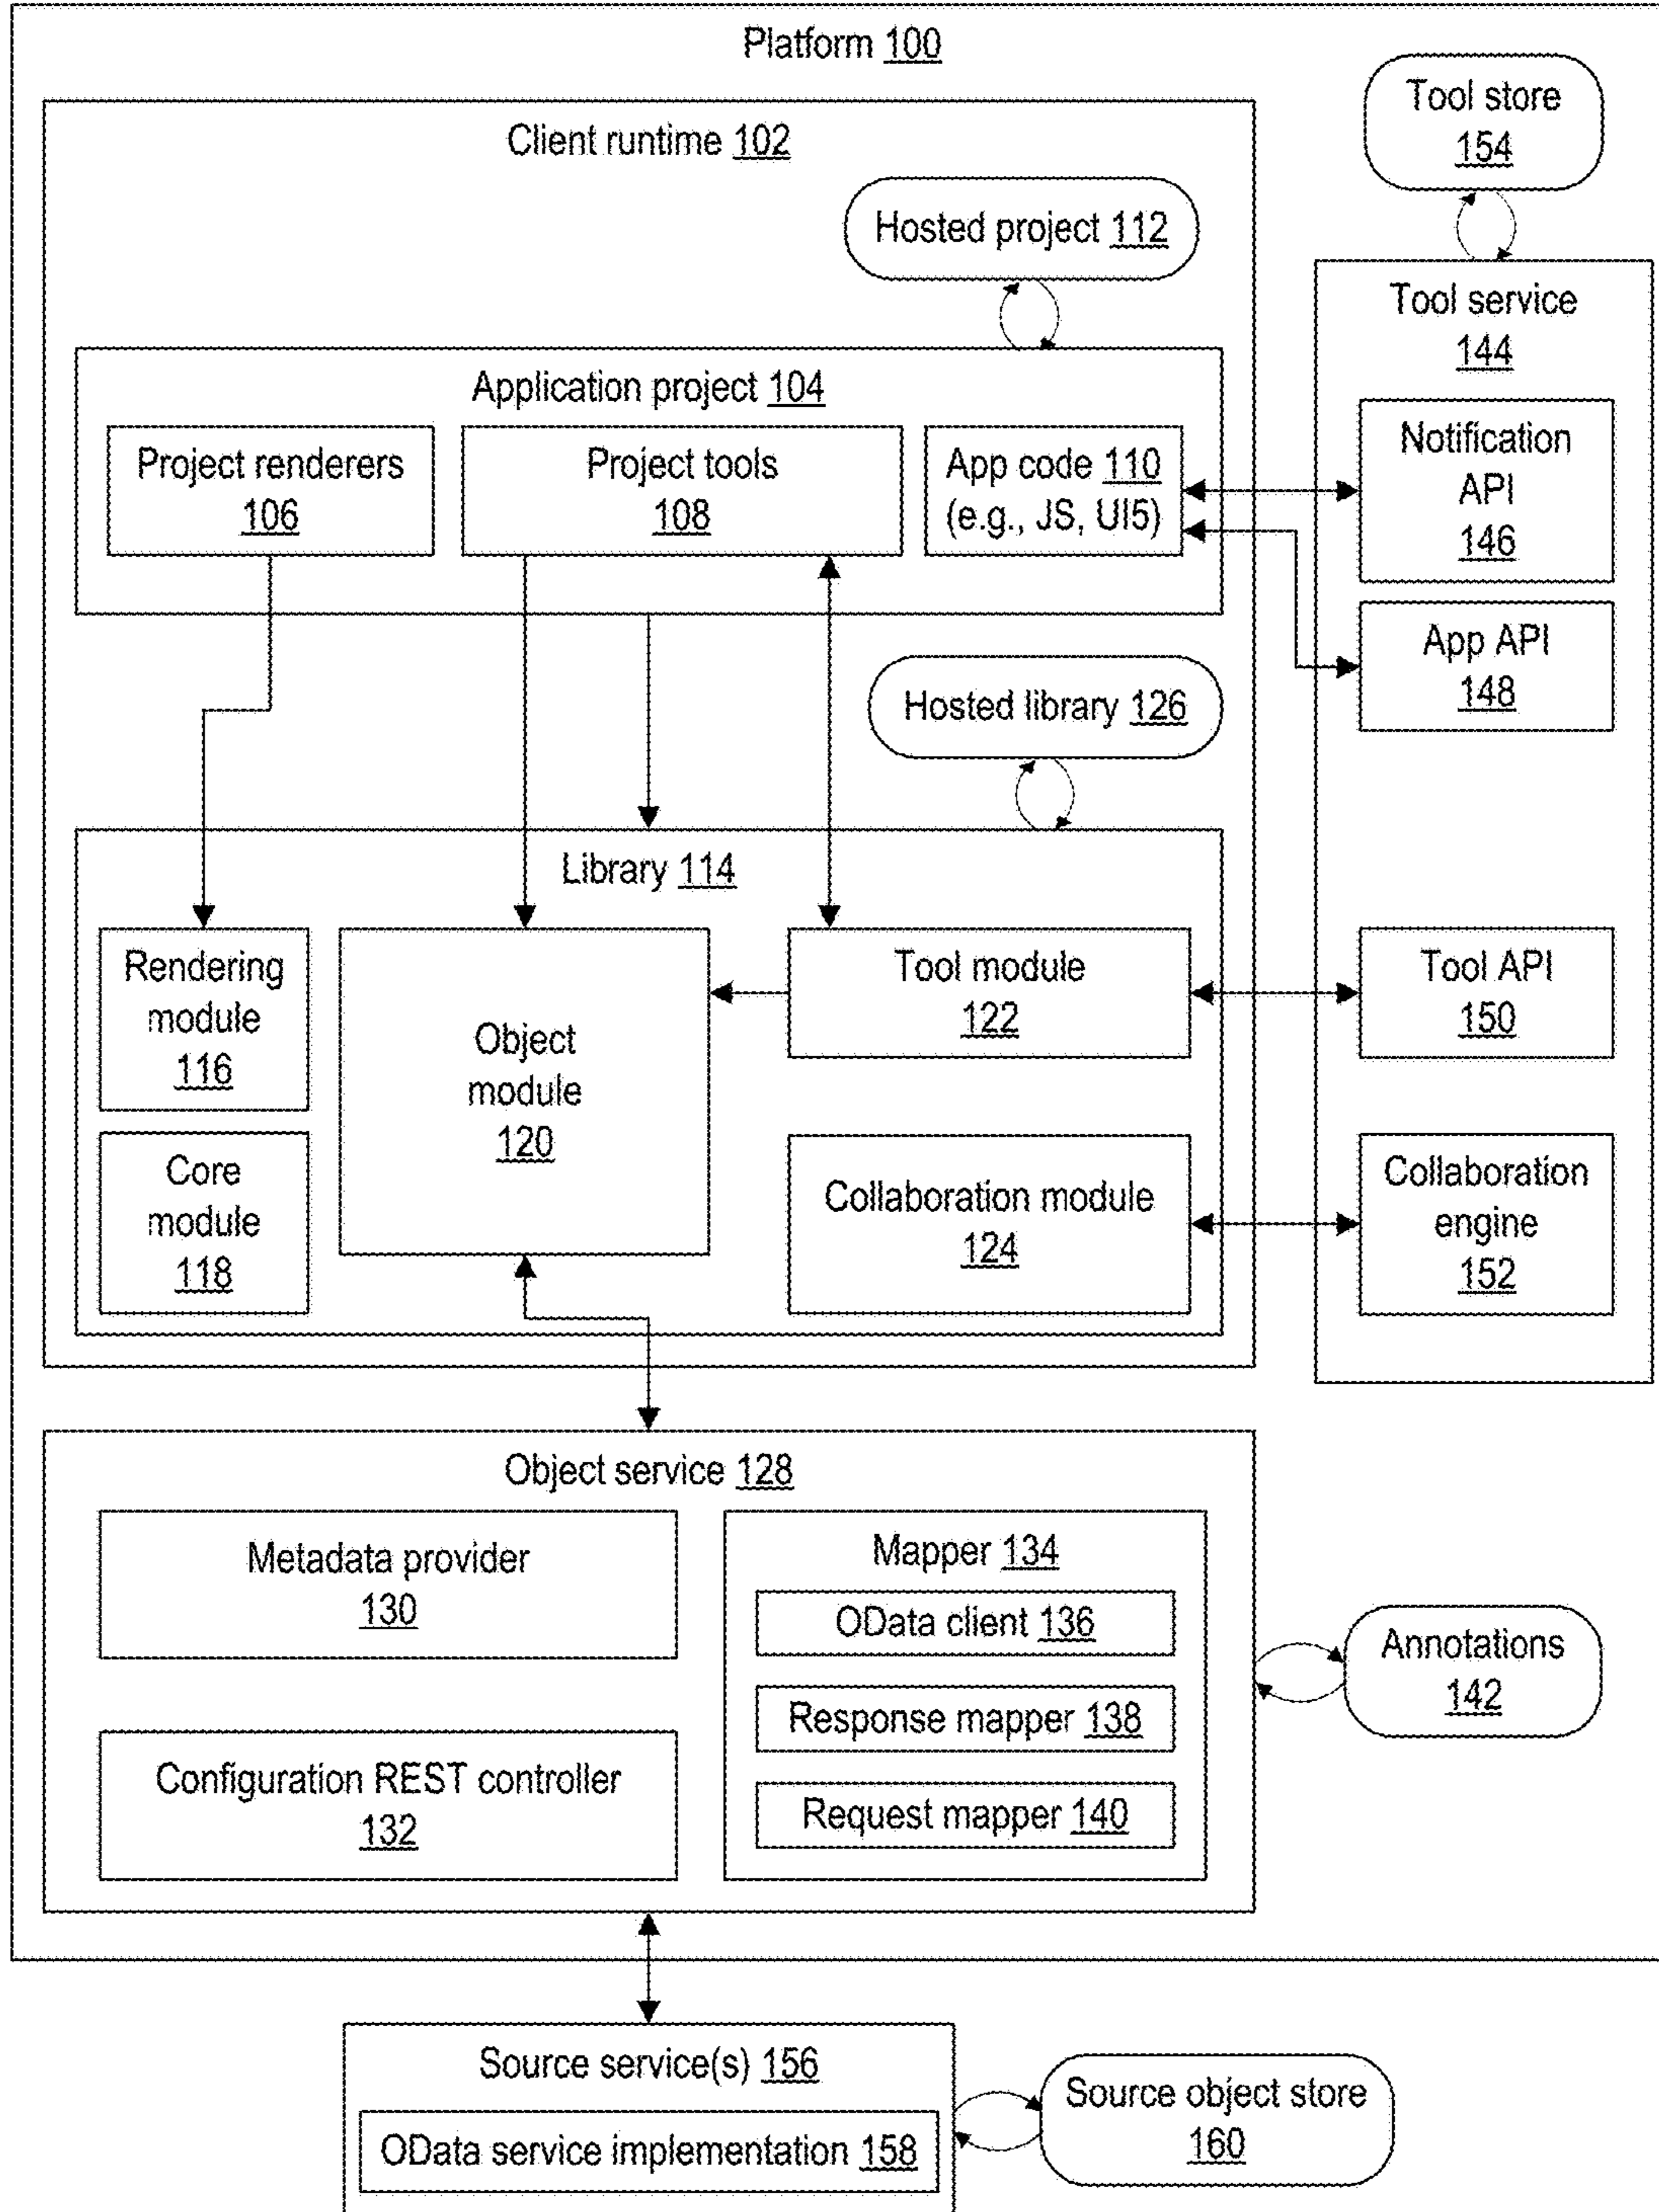 Platform 100
Client runtime 102
Tool store
154
Hosted project 112
Tool service
144
Application project 104
Project renderers
106
Project tools
108
App code 110
(e.g., JS, UI5)
Notification
API
146
App API
148
Hosted library 126
Library 114
Rendering
module
116
Core
module
118
Object
module
120
Tool module
122
Collaboration module
124
Tool API
150
Collaboration
engine
152
Object service 128
Metadata provider
130
Configuration REST controller
132
Mapper 134
OData client 136
Response mapper 138
Request mapper 140
Annotations
142
Source service(s) 156
OData service implementation 158
Source object store
160